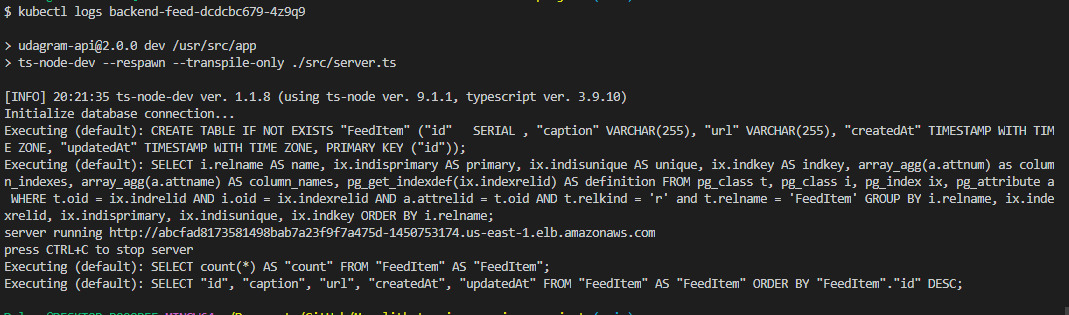 $ kubectl logs backend-feed-dcdcbc679-4z9q9
> udagram-api@2.0.0 dev /usr/src/app
> ts-node-dev --respawn --transpile-only ./src/server.ts
[INFO] 20:21:35 ts-node-dev ver. 1.1.8 (using ts-node ver. 9.1.1, typescript ver. 3.9.10)
Initialize database connection...
Executing (default): CREATE TABLE IF NOT EXISTS "FeedItem" ("id"   SERIAL , "caption" VARCHAR(255), "url" VARCHAR(255), "createdAt" TIMESTAMP WITH TIM
E ZONE, "updatedAt" TIMESTAMP WITH TIME ZONE, PRIMARY KEY ("id"));
Executing (default): SELECT i.relname AS name, ix.indisprimary AS primary, ix.indisunique AS unique, ix.indkey AS indkey, array_agg(a.attnum) as colum
n_indexes, array_agg(a.attname) AS column_names, pg_get_indexdef(ix.indexrelid) AS definition FROM pg_class t, pg_class i, pg_index ix, pg_attribute a
 WHERE t.oid = ix.indrelid AND i.oid = ix.indexrelid AND a.attrelid = t.oid AND t.relkind = 'r' and t.relname = 'FeedItem' GROUP BY i.relname, ix.inde
xrelid, ix.indisprimary, ix.indisunique, ix.indkey ORDER BY i.relname;
server running http://abcfad8173581498bab7a23f9f7a475d-1450753174.us-east-1.elb.amazonaws.com
press CTRL+C to stop server
Executing (default): SELECT count(*) AS "count" FROM "FeedItem" AS "FeedItem";
Executing (default): SELECT "id", "caption", "url", "createdAt", "updatedAt" FROM "FeedItem" AS "FeedItem" ORDER BY "FeedItem"."id" DESC;